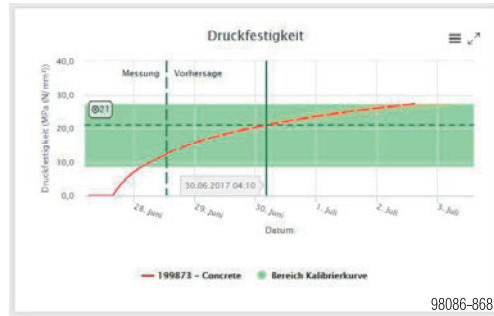 Druckfestigkeit
Druckfestigkeit (MPa (N/mm²))
40,0
30,0
20,0
10,0
0,0
Messung
Vorhersage
21
30.06.2017 04:10
28. Juni
29. Juni
30. Juni
1. Juli
2. Juli
3. Juli
Datum
199873 – Concrete
Bereich Kalibrierkurve
98086-868